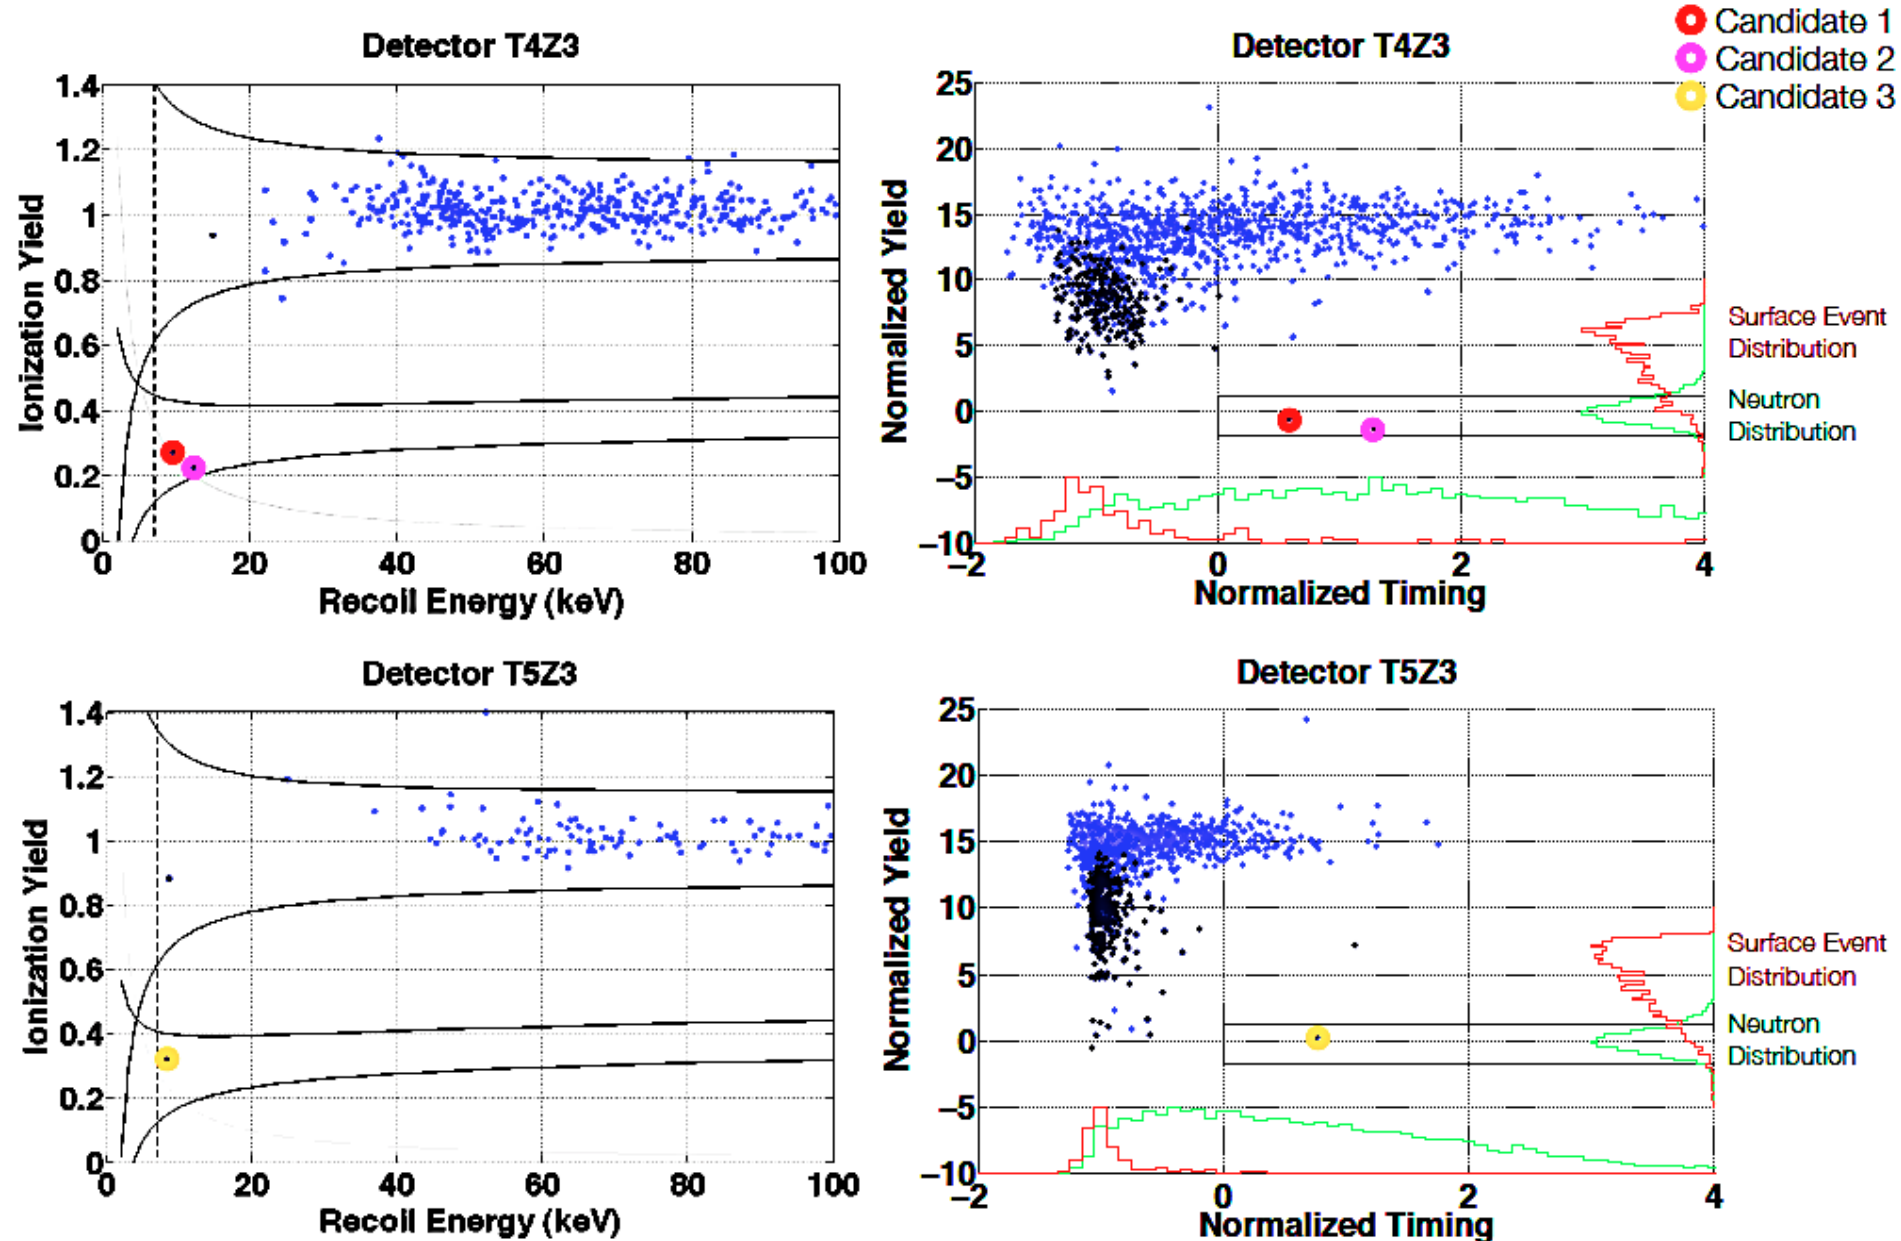 Candidate 1
Candidate 2
Candidate 3
Detector T4Z3
1.4
1.2
1
0.8
0.6
0.4
0.2
0
0 20 40 60 80 100
Ionization Yield
Recoil Energy (keV)
Detector T4Z3
25
20
15
10
5
0
−5
−10
−2 0 2 4
Normalized Yield
Normalized Timing
Surface Event
Distribution
Neutron
Distribution
Detector T5Z3
1.4
1.2
1
0.8
0.6
0.4
0.2
0
0 20 40 60 80 100
Ionization Yield
Recoil Energy (keV)
Detector T5Z3
25
20
15
10
5
0
−5
−10
−2 0 2 4
Normalized Yield
Normalized Timing
Surface Event
Distribution
Neutron
Distribution